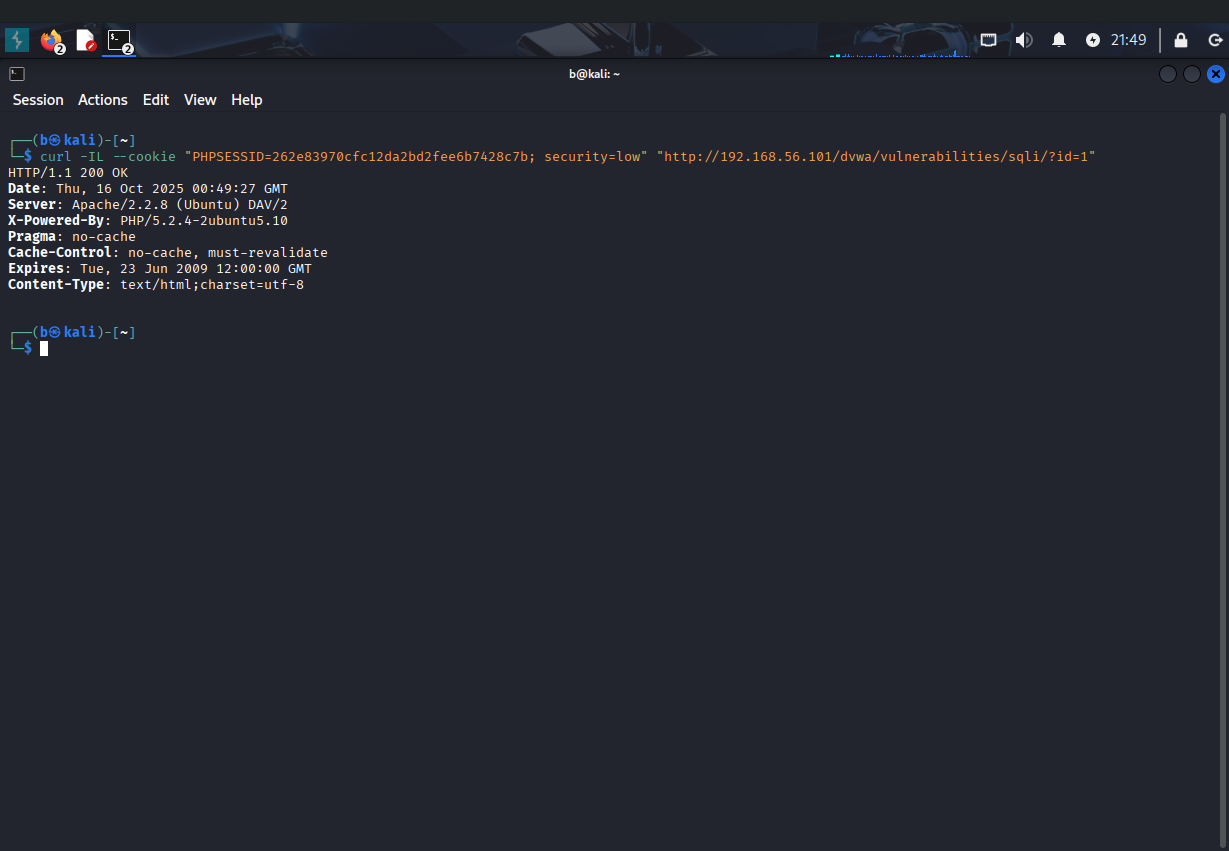 2
2
21:49
b@kali: ~
Session Actions Edit View Help
┌──(b㉿kali)-[~]
└─$ curl -IL --cookie "PHPSESSID=262e83970cfc12da2bd2fee6b7428c7b; security=low" "http://192.168.56.101/dvwa/vulnerabilities/sqli/?id=1"
HTTP/1.1 200 OK
Date: Thu, 16 Oct 2025 00:49:27 GMT
Server: Apache/2.2.8 (Ubuntu) DAV/2
X-Powered-By: PHP/5.2.4-2ubuntu5.10
Pragma: no-cache
Cache-Control: no-cache, must-revalidate
Expires: Tue, 23 Jun 2009 12:00:00 GMT
Content-Type: text/html;charset=utf-8
┌──(b㉿kali)-[~]
└─$